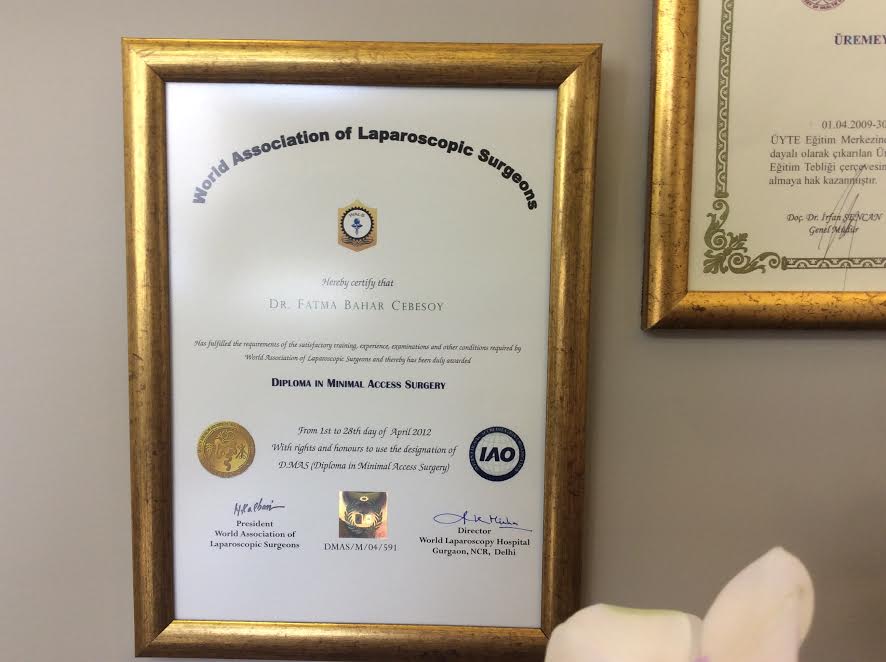 World Association of Laparoscopic Surgeons
WALS
Hereby certify that
DR. FATMA BAHAR CEBESOY
Has fulfilled the requirements of the satisfactory training, experience, examinations and other conditions required by
World Association of Laparoscopic Surgeons and thereby has been duly awarded
DIPLOMA IN MINIMAL ACCESS SURGERY
From 1st to 28th day of April 2012
With rights and honours to use the designation of
D.MAS (Diploma in Minimal Access Surgery)
IAO
President
World Association of
Laparoscopic Surgeons
DMAS/M/04/591
Director
World Laparoscopy Hospital
Gurgaon, NCR, Delhi
ÜREMEY
01.04.2009-30
ÜYTE Eğitim Merkezind
dayalı olarak çıkarılan Ür
Eğitim Tebliği çerçevesin
almaya hak kazanmıştır.
Doç. Dr. İrfan ŞENCAN
Genel Müdür